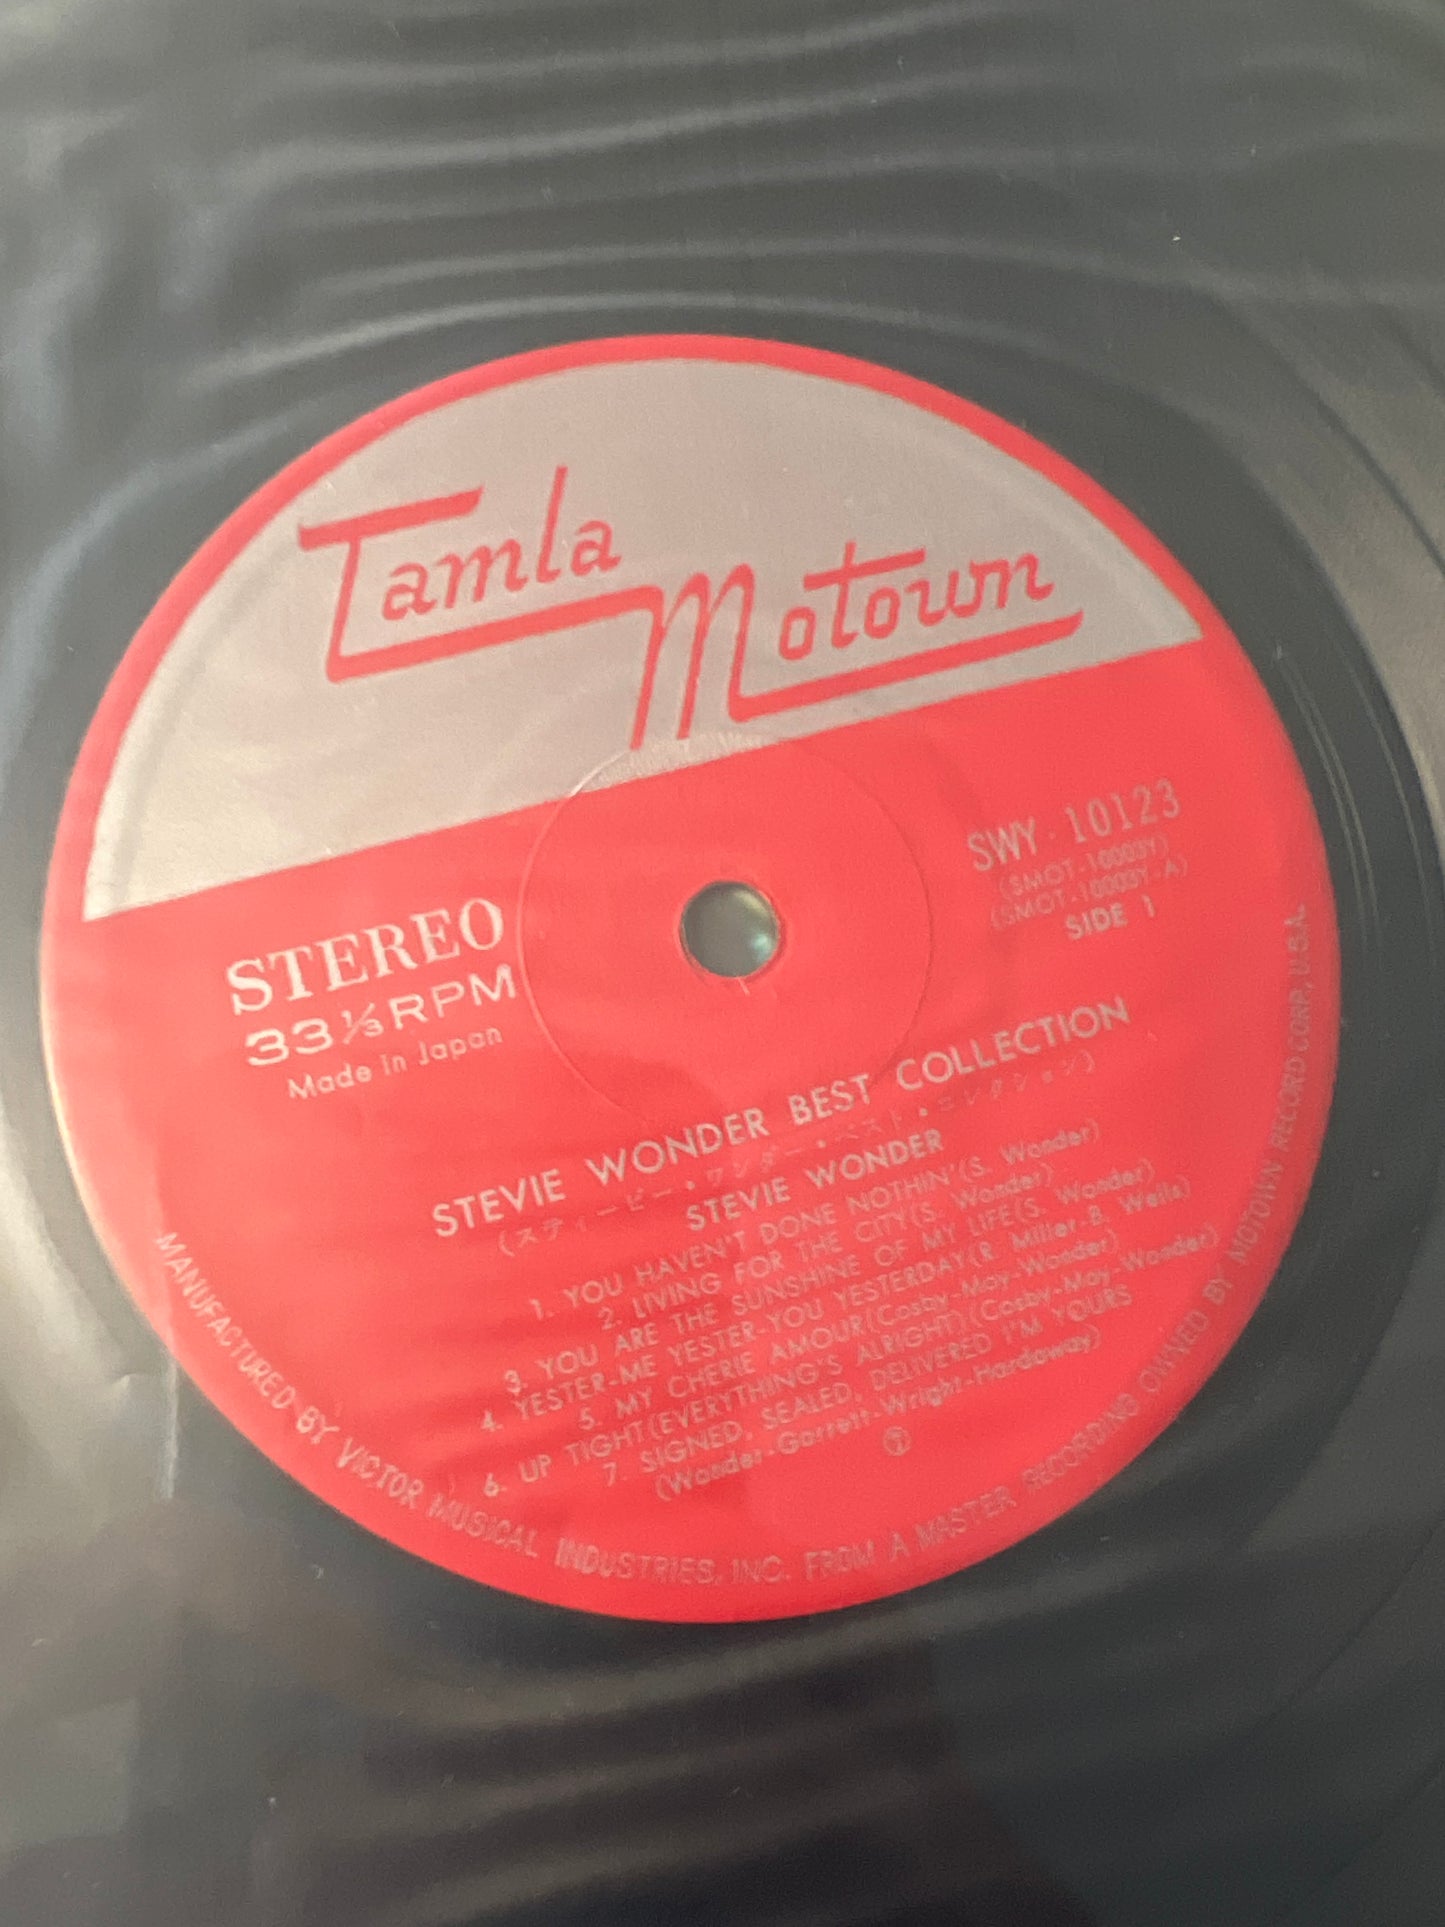 Tamla Motown
SWY・10123
(SMOT-10003Y)
(SMOT-10003Y-A)
SIDE 1
STEREO
33⅓RPM
Made in Japan
STEVIE WONDER BEST COLLECTION
(スティービー・ワンダー・ベスト・コレクション)
STEVIE WONDER
1. YOU HAVEN'T DONE NOTHIN'(S. Wonder)
2. LIVING FOR THE CITY(S. Wonder)
3. YOU ARE THE SUNSHINE OF MY LIFE(S. Wonder)
4. YESTER-ME YESTER-YOU YESTERDAY(R. Miller-B. Wells)
5. MY CHERIE AMOUR(Cosby-Moy-Wonder)
6. UP TIGHT(EVERYTHING'S ALRIGHT)(Cosby-Moy-Wonder)
7. SIGNED, SEALED, DELIVERED I'M YOURS
(Wonder-Garrett-Wright-Hardaway)
MANUFACTURED BY VICTOR MUSICAL INDUSTRIES, INC. FROM A MASTER RECORDING OWNED BY MOTOWN RECORD CORP., U.S.A.